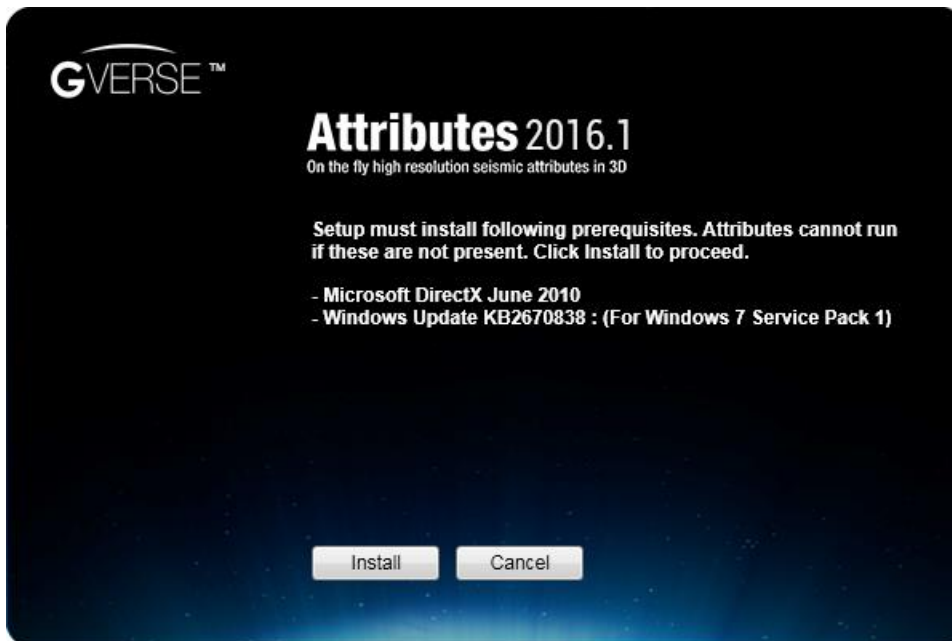 GVERSE™
Attributes 2016.1
On the fly high resolution seismic attributes in 3D
Setup must install following prerequisites. Attributes cannot run
if these are not present. Click Install to proceed.
- Microsoft DirectX June 2010
- Windows Update KB2670838 : (For Windows 7 Service Pack 1)
Install Cancel